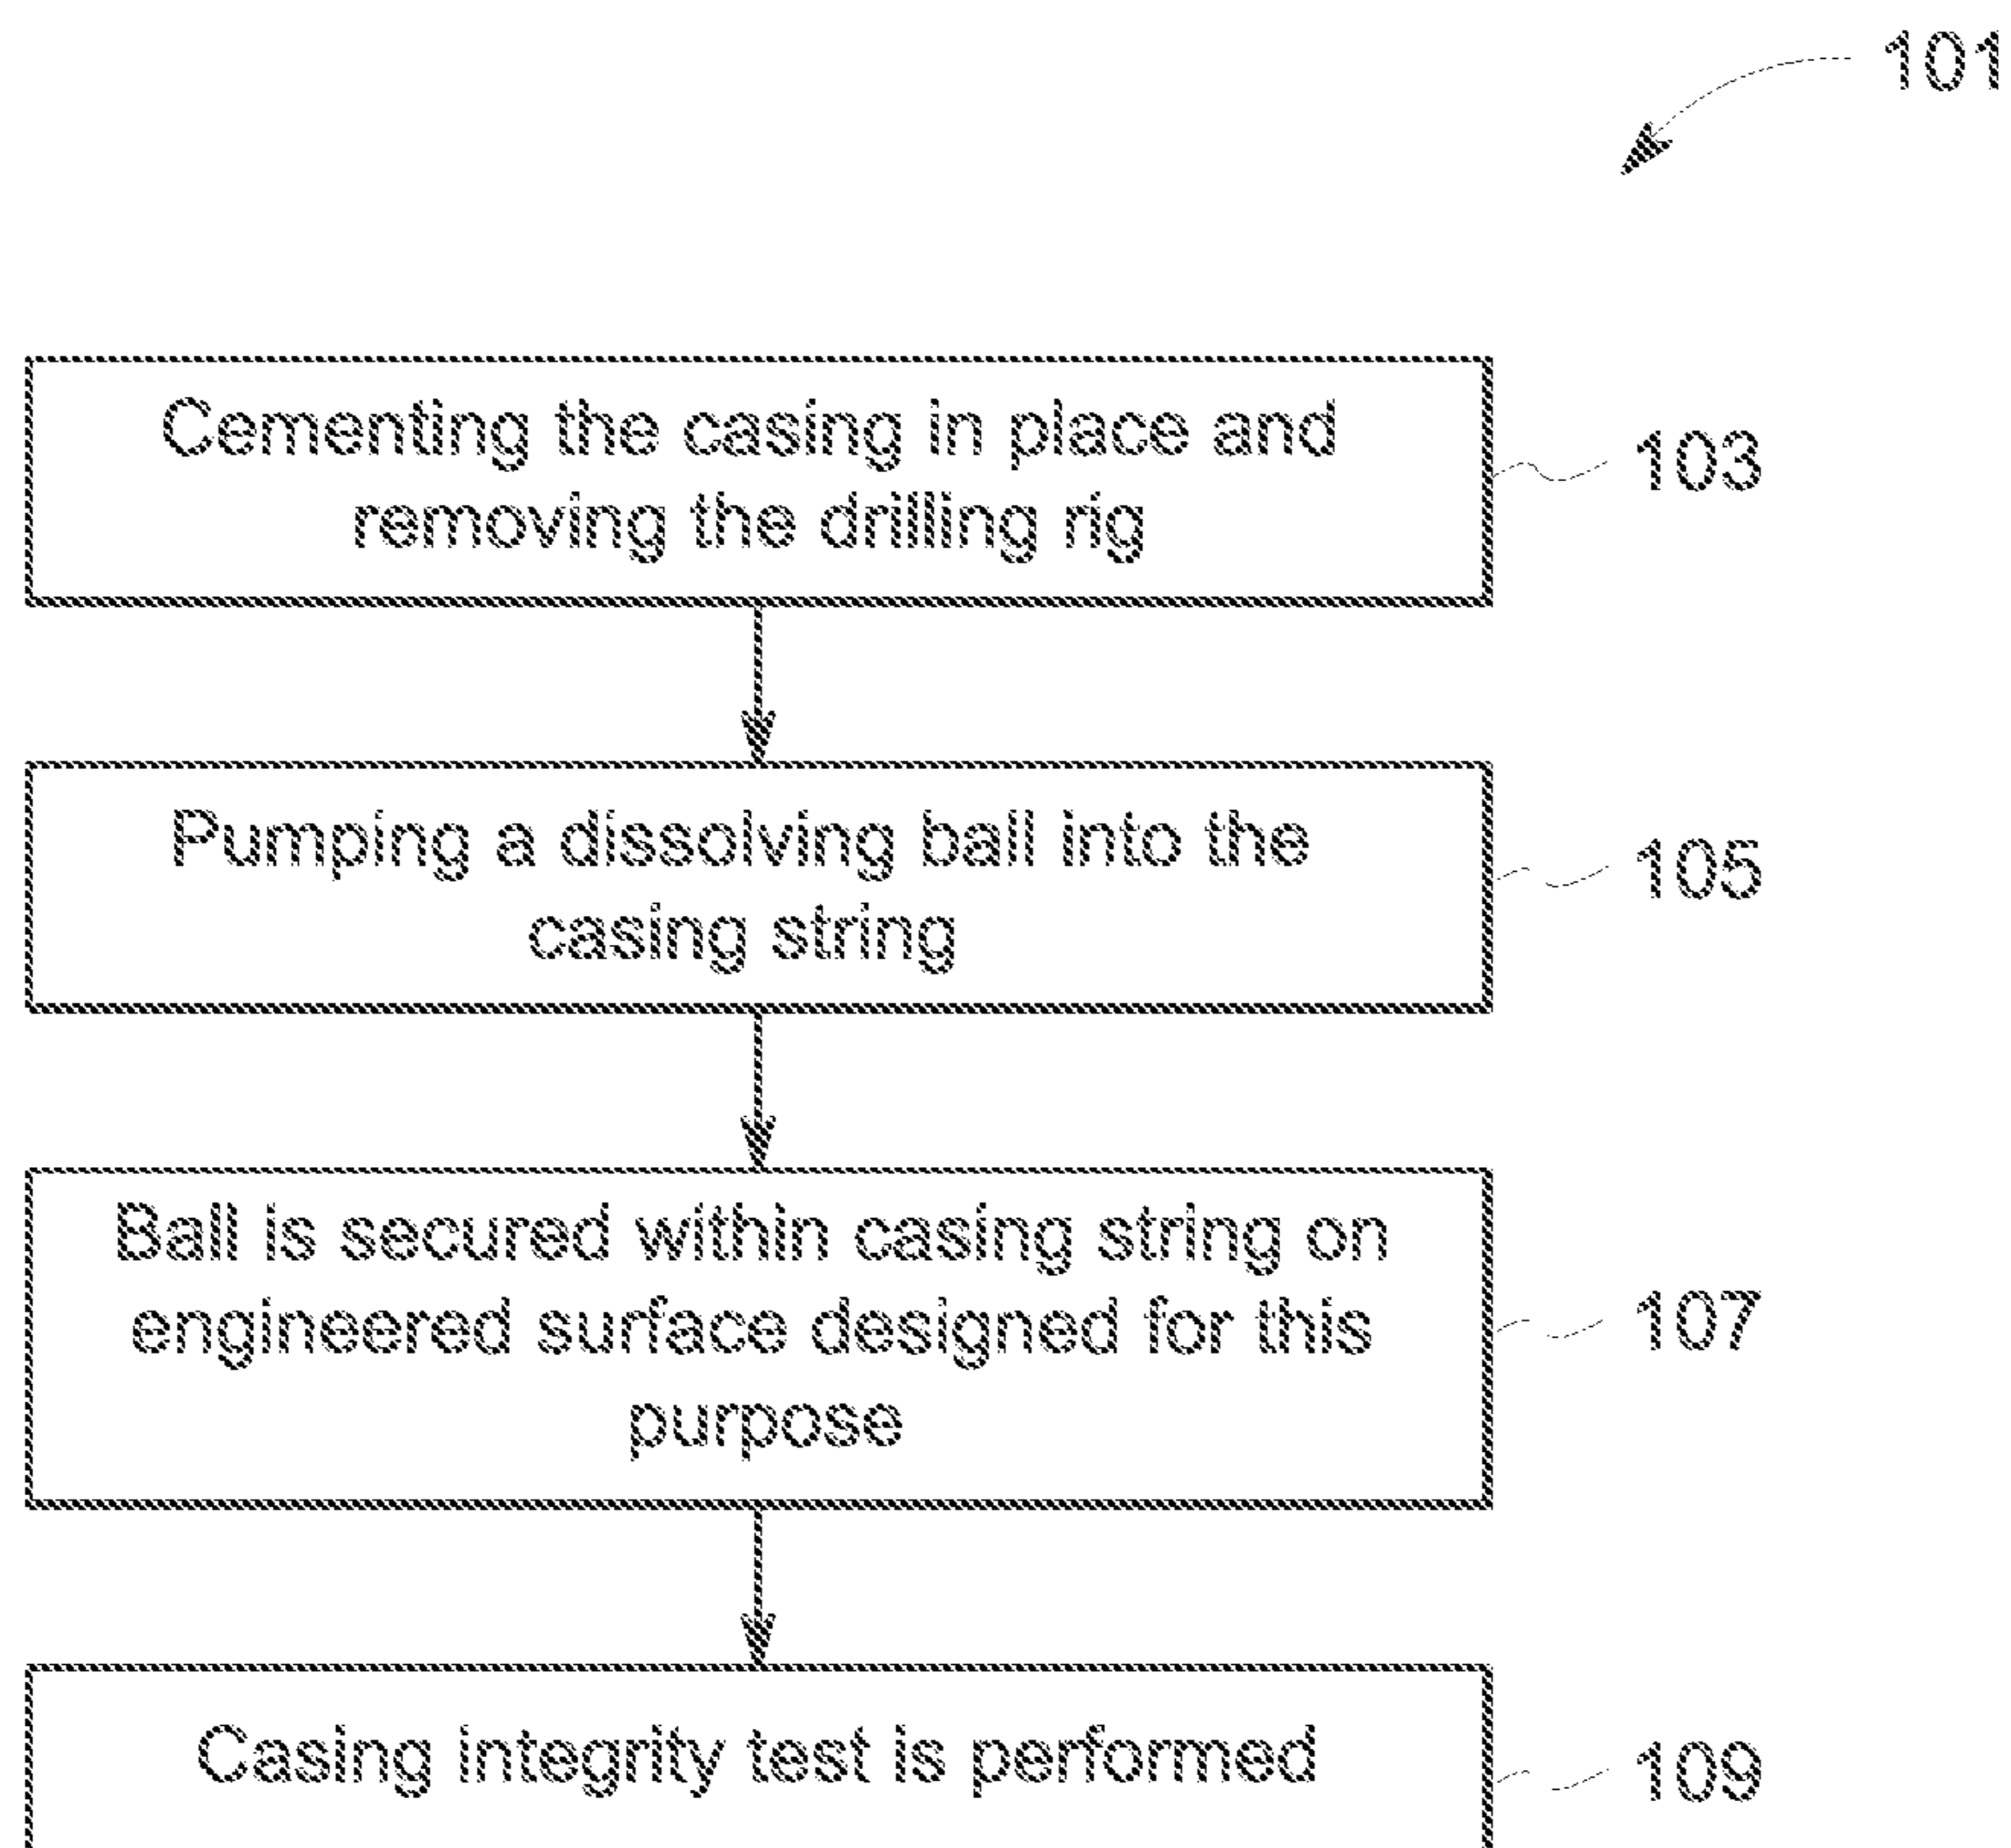 101
Cementing the casing in place and
removing the drilling rig
103
Pumping a dissolving ball into the
casing string
105
Ball is secured within casing string on
engineered surface designed for this
purpose
107
Casing integrity test is performed
109